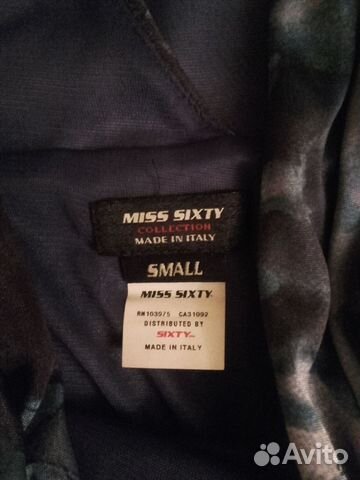 MISS SIXTY
COLLECTION
MADE IN ITALY
SMALL
MISS SIXTY
RN103975 CA31092
DISTRIBUTED BY
SIXTY
MADE IN ITALY
Avito